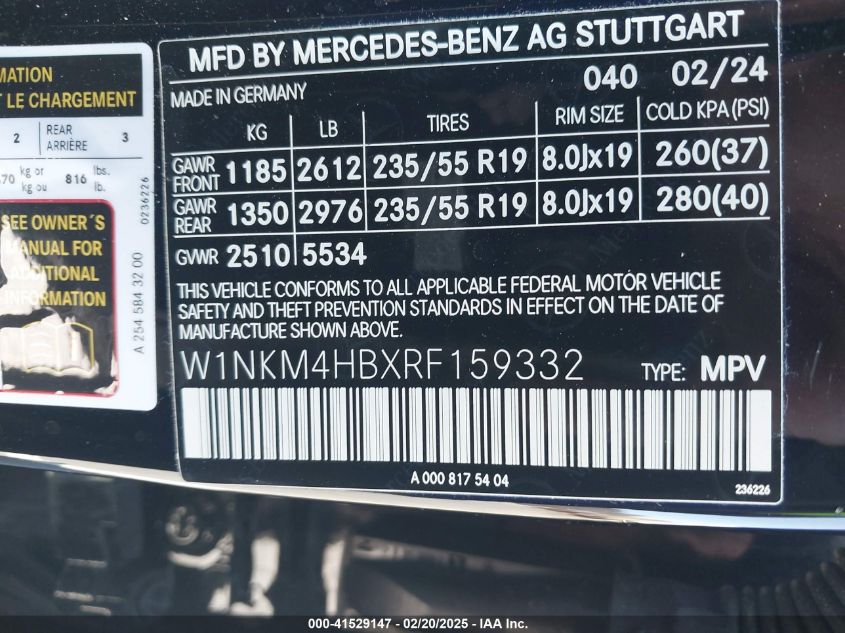 MATION
T LE CHARGEMENT
2
REAR
ARRIÈRE
3
kg or
kg ou
816
lbs.
lb.
0236226
SEE OWNER´S
MANUAL FOR
ADDITIONAL
INFORMATION
A 254 584 32 00
MFD BY MERCEDES-BENZ AG STUTTGART
040 02/24
MADE IN GERMANY
KG LB TIRES RIM SIZE COLD KPA(PSI)
GAWR FRONT 1185 2612 235/55 R19 8.0Jx19 260(37)
GAWR REAR 1350 2976 235/55 R19 8.0Jx19 280(40)
GVWR 2510 5534
THIS VEHICLE CONFORMS TO ALL APPLICABLE FEDERAL MOTOR VEHICLE
SAFETY AND THEFT PREVENTION STANDARDS IN EFFECT ON THE DATE OF
MANUFACTURE SHOWN ABOVE.
W1NKM4HBXRF159332 TYPE: MPV
A 000 817 54 04
236226
000-41529147 - 02/20/2025 - IAA Inc.